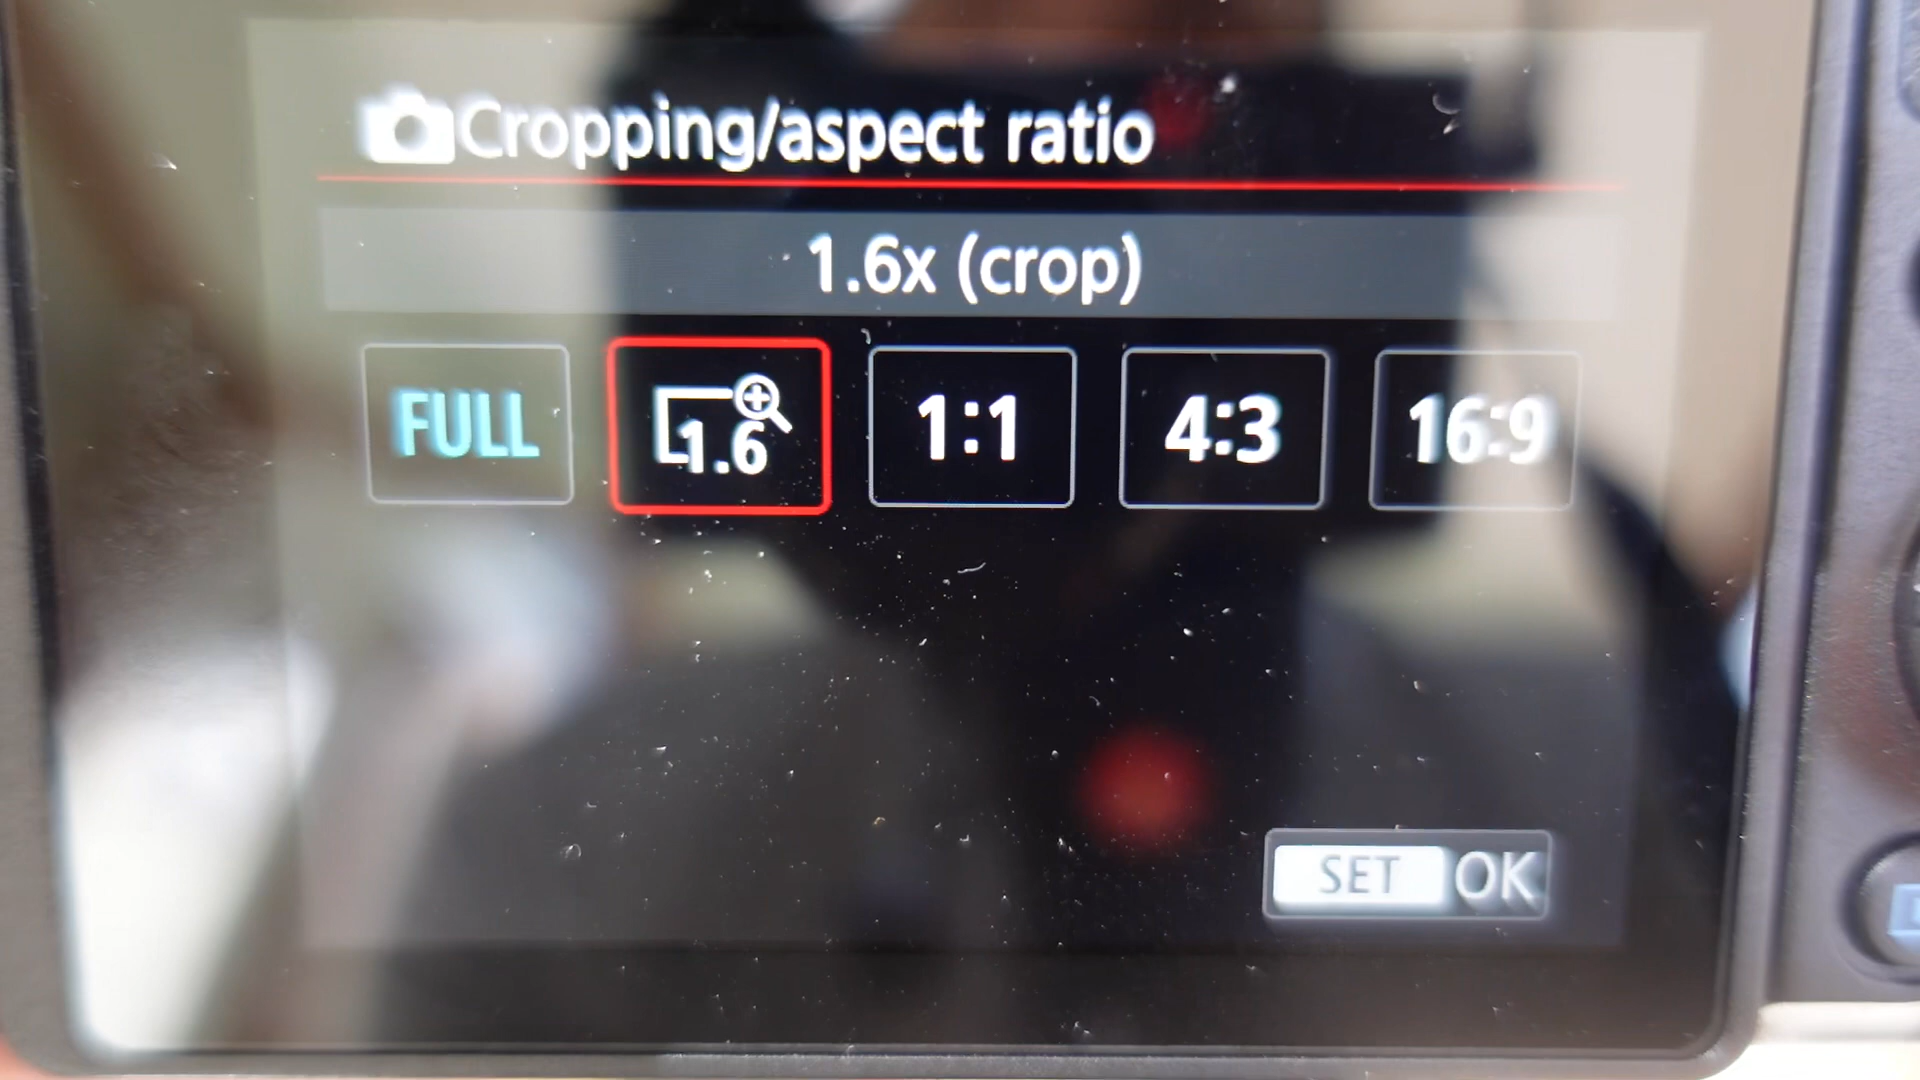 Cropping/aspect ratio
1.6x (crop)
FULL 1.6 1:1 4:3 16:9
SET OK